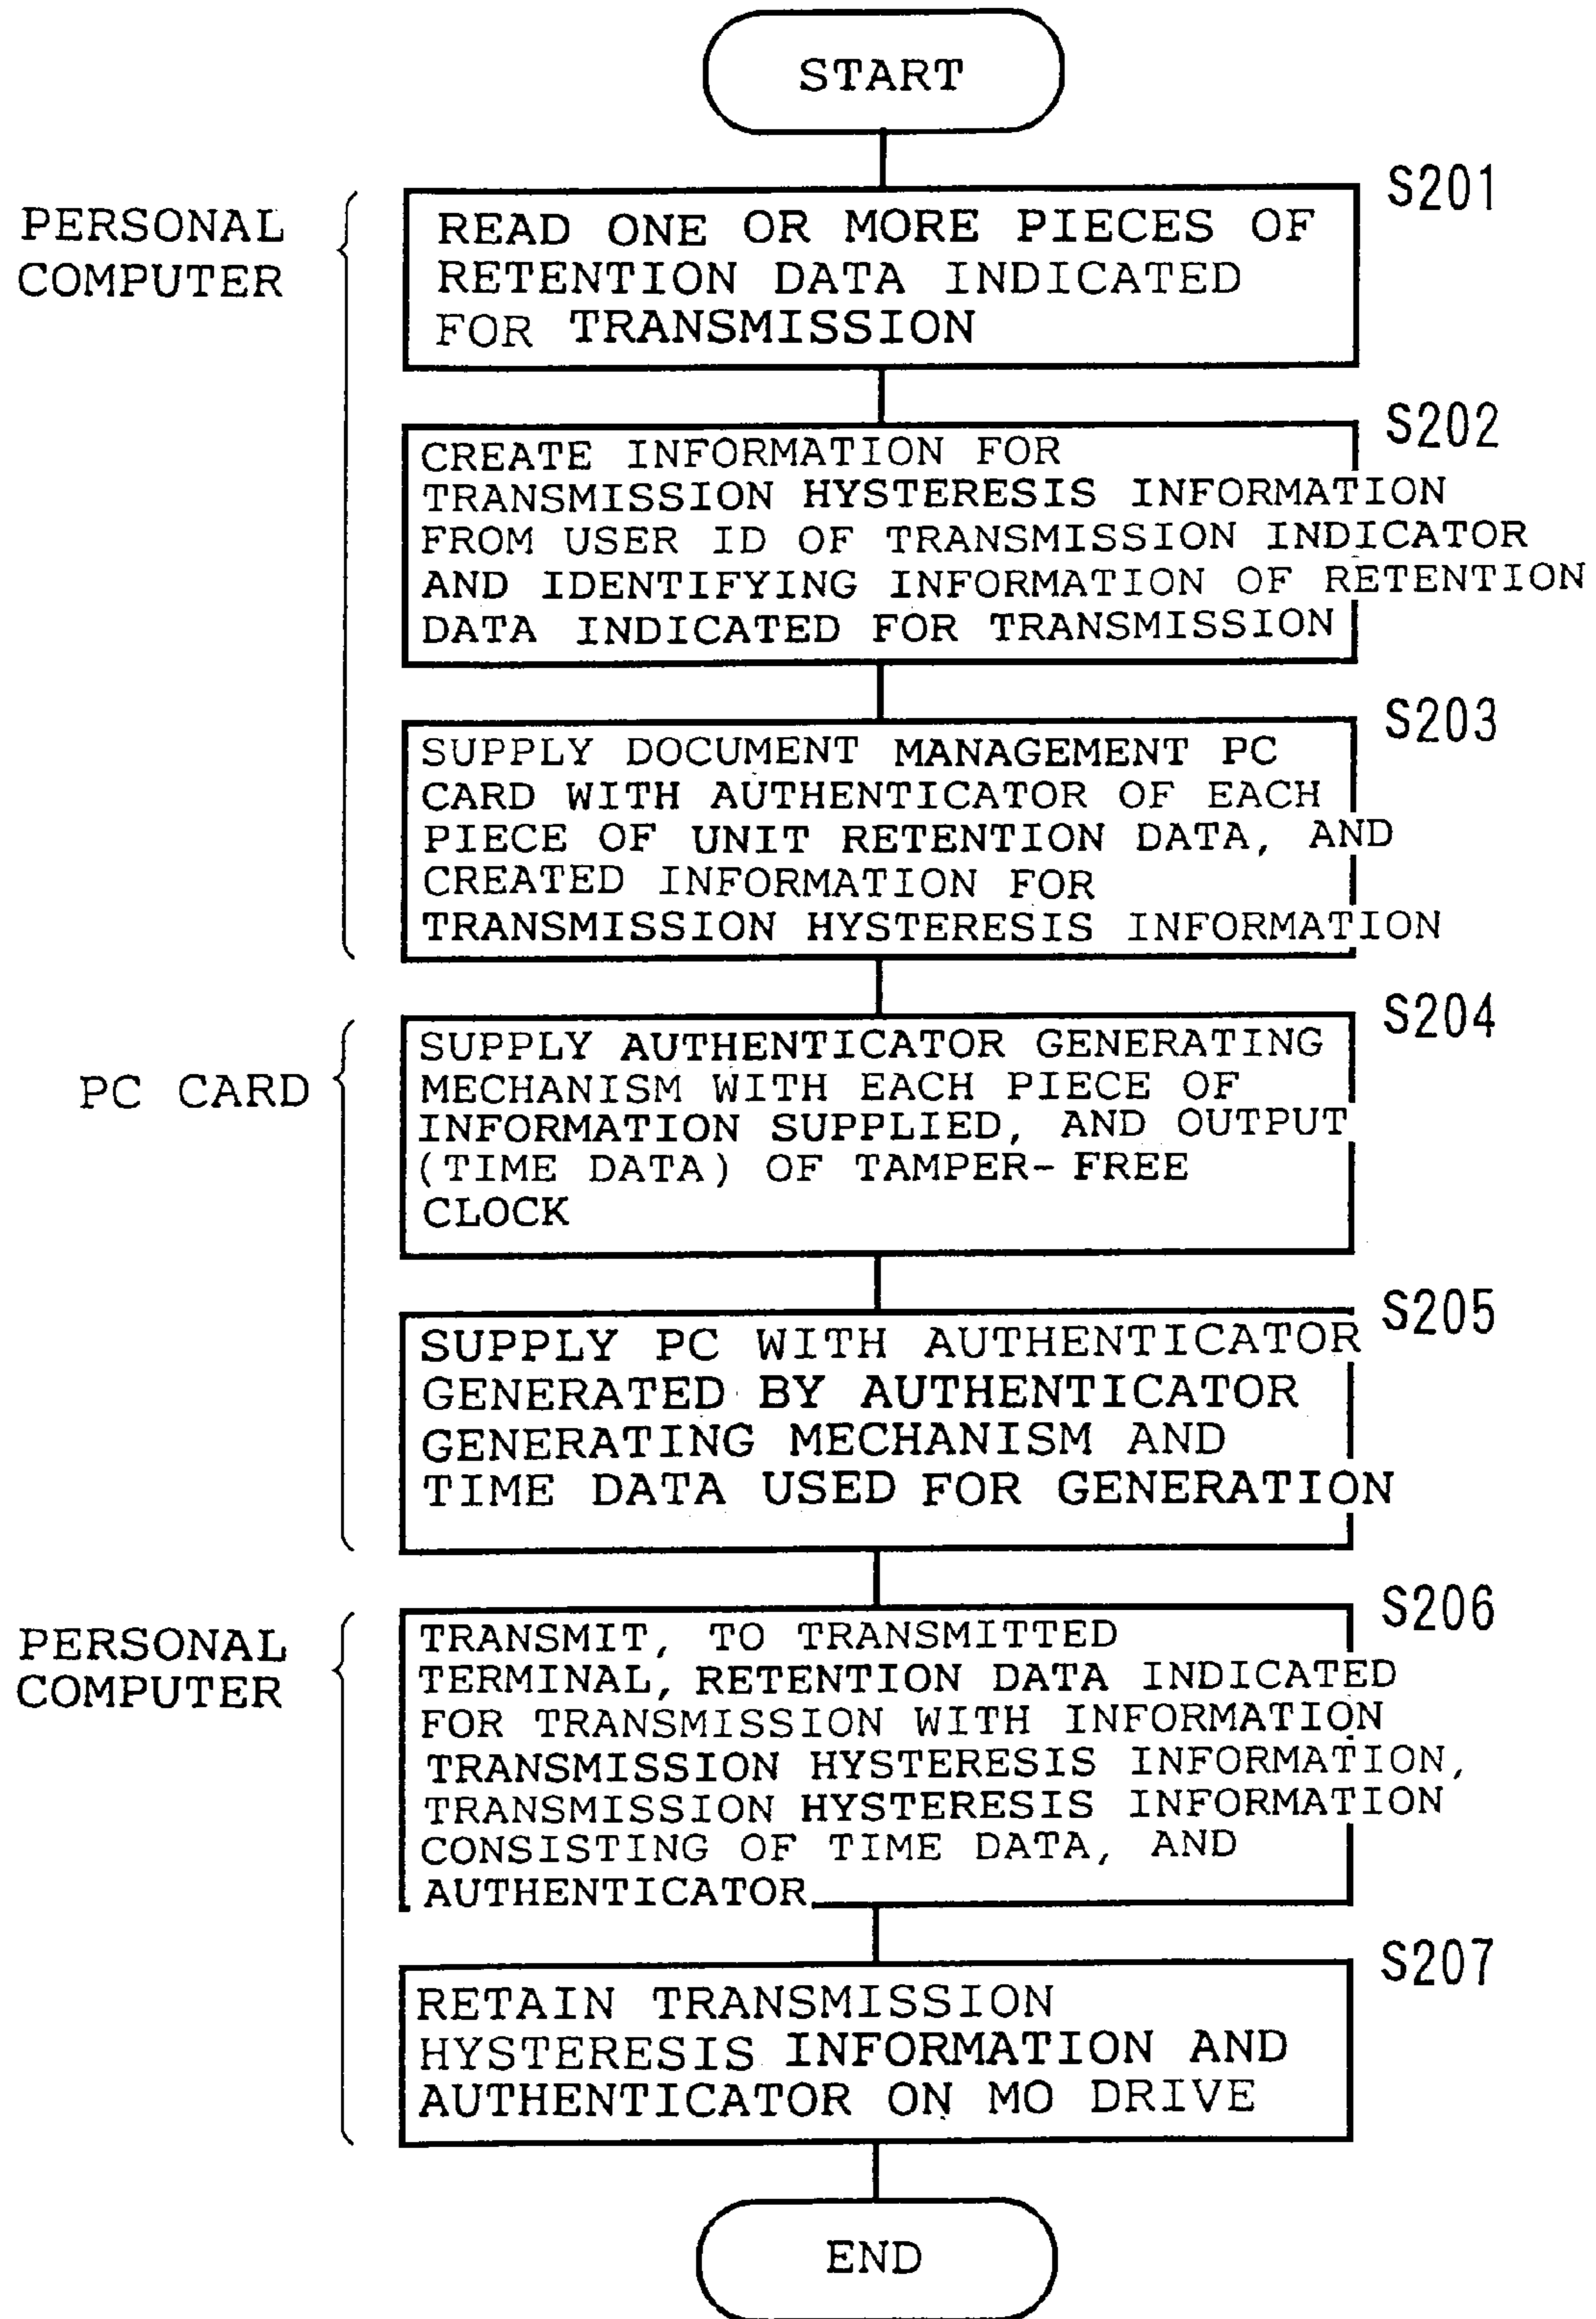 START
S201
PERSONAL
COMPUTER
READ ONE OR MORE PIECES OF
RETENTION DATA INDICATED
FOR TRANSMISSION
S202
CREATE INFORMATION FOR
TRANSMISSION HYSTERESIS INFORMATION
FROM USER ID OF TRANSMISSION INDICATOR
AND IDENTIFYING INFORMATION OF RETENTION
DATA INDICATED FOR TRANSMISSION
S203
SUPPLY DOCUMENT MANAGEMENT PC
CARD WITH AUTHENTICATOR OF EACH
PIECE OF UNIT RETENTION DATA, AND
CREATED INFORMATION FOR
TRANSMISSION HYSTERESIS INFORMATION
S204
PC CARD
SUPPLY AUTHENTICATOR GENERATING
MECHANISM WITH EACH PIECE OF
INFORMATION SUPPLIED, AND OUTPUT
(TIME DATA) OF TAMPER-FREE
CLOCK
S205
SUPPLY PC WITH AUTHENTICATOR
GENERATED BY AUTHENTICATOR
GENERATING MECHANISM AND
TIME DATA USED FOR GENERATION
S206
PERSONAL
COMPUTER
TRANSMIT, TO TRANSMITTED
TERMINAL, RETENTION DATA INDICATED
FOR TRANSMISSION WITH INFORMATION
TRANSMISSION HYSTERESIS INFORMATION,
TRANSMISSION HYSTERESIS INFORMATION
CONSISTING OF TIME DATA, AND
AUTHENTICATOR
S207
RETAIN TRANSMISSION
HYSTERESIS INFORMATION AND
AUTHENTICATOR ON MO DRIVE
END